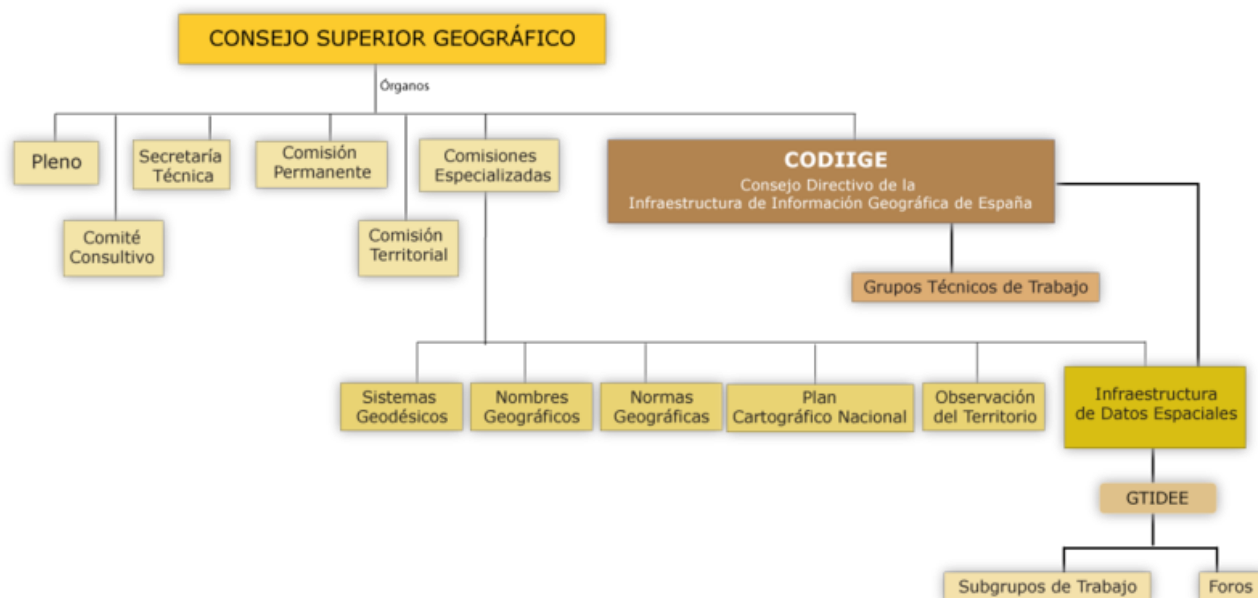 CONSEJO SUPERIOR GEOGRÁFICO
Órganos
Pleno
Secretaría
Técnica
Comisión
Permanente
Comisiones
Especializadas
CODIIGE
Consejo Directivo de la
Infraestructura de Información Geográfica de España
Comité
Consultivo
Comisión
Territorial
Grupos Técnicos de Trabajo
Sistemas
Geodésicos
Nombres
Geográficos
Normas
Geográficas
Plan
Cartográfico Nacional
Observación
del Territorio
Infraestructura
de Datos Espaciales
GTIDEE
Subgrupos de Trabajo
Foros